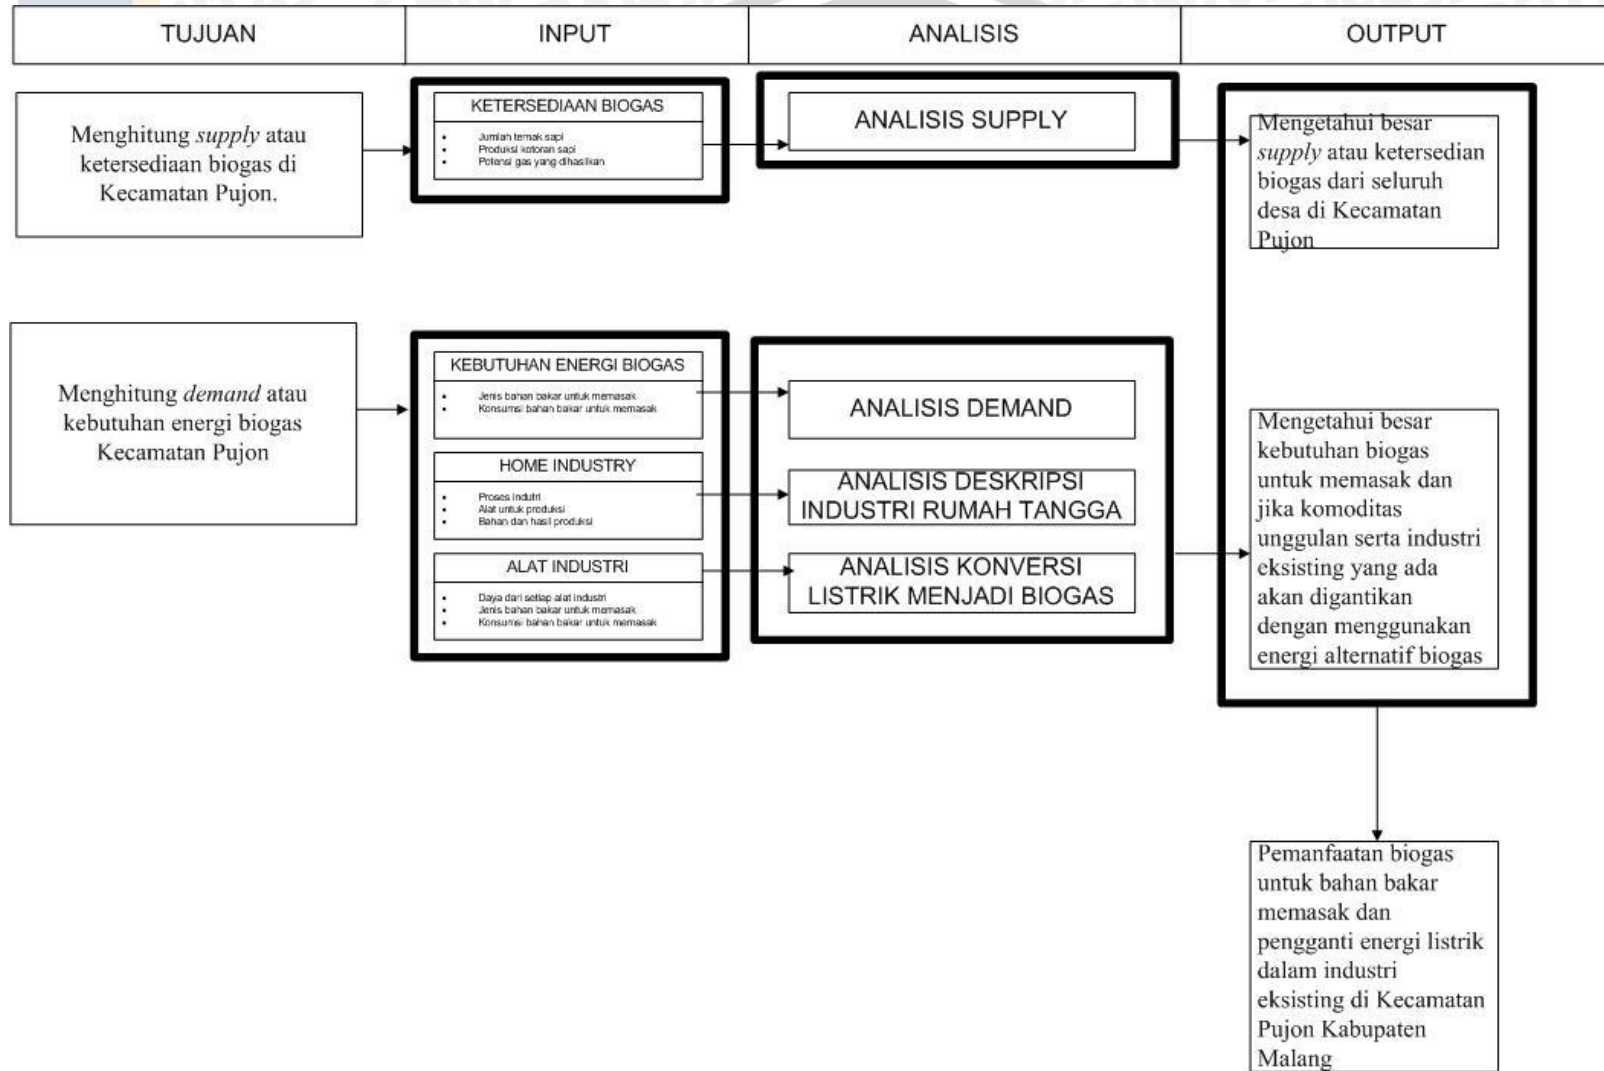 TUJUAN
INPUT
ANALISIS
OUTPUT
Menghitung supply atau
ketersediaan biogas di
Kecamatan Pujon.
KETERSEDIAAN BIOGAS
Jumlah ternak sapi
Produksi kotoran sapi
Potensi gas yang dihasilkan
ANALISIS SUPPLY
Mengetahui besar
supply atau ketersedian
biogas dari seluruh
desa di Kecamatan
Pujon
Menghitung demand atau
kebutuhan energi biogas
Kecamatan Pujon
KEBUTUHAN ENERGI BIOGAS
Jenis bahan bakar untuk memasak
Konsumsi bahan bakar untuk memasak
HOME INDUSTRY
Proses indutri
Alat untuk produksi
Bahan dan hasil produksi
ALAT INDUSTRI
Daya dari setiap alat industri
Jenis bahan bakar untuk memasak
Konsumsi bahan bakar untuk memasak
ANALISIS DEMAND
ANALISIS DESKRIPSI
INDUSTRI RUMAH TANGGA
ANALISIS KONVERSI
LISTRIK MENJADI BIOGAS
Mengetahui besar
kebutuhan biogas
untuk memasak dan
jika komoditas
unggulan serta industri
eksisting yang ada
akan digantikan
dengan menggunakan
energi alternatif biogas
Pemanfaatan biogas
untuk bahan bakar
memasak dan
pengganti energi listrik
dalam industri
eksisting di Kecamatan
Pujon Kabupaten
Malang